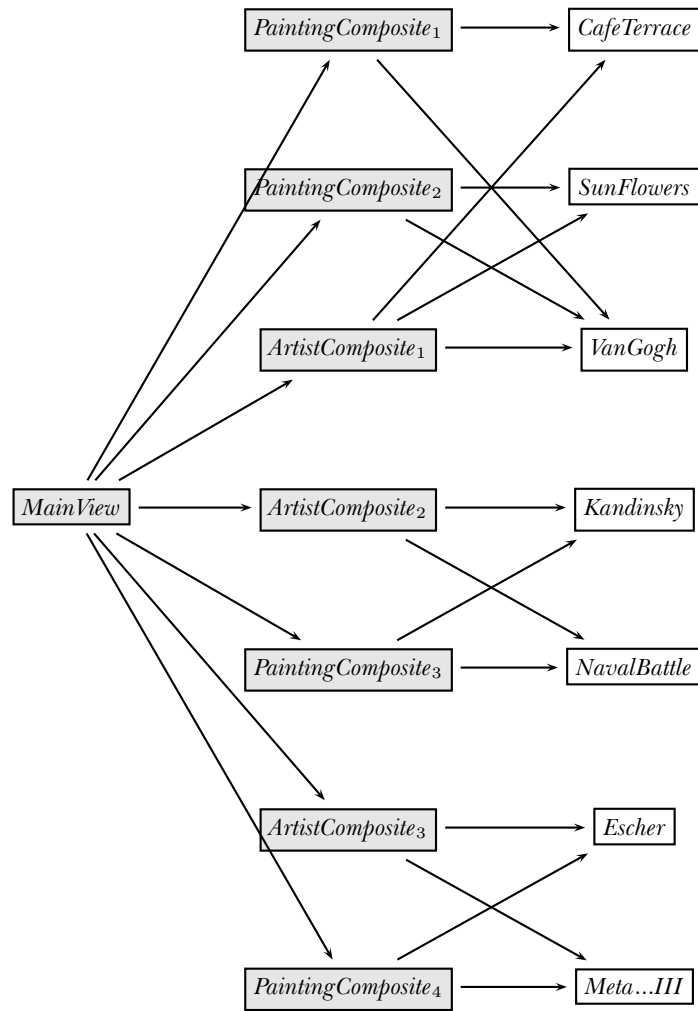 PaintingComposite₁ CafeTerrace
PaintingComposite₂ SunFlowers
ArtistComposite₁ VanGogh
MainView ArtistComposite₂ Kandinsky
PaintingComposite₃ NavalBattle
ArtistComposite₃ Escher
PaintingComposite₄ Meta...III